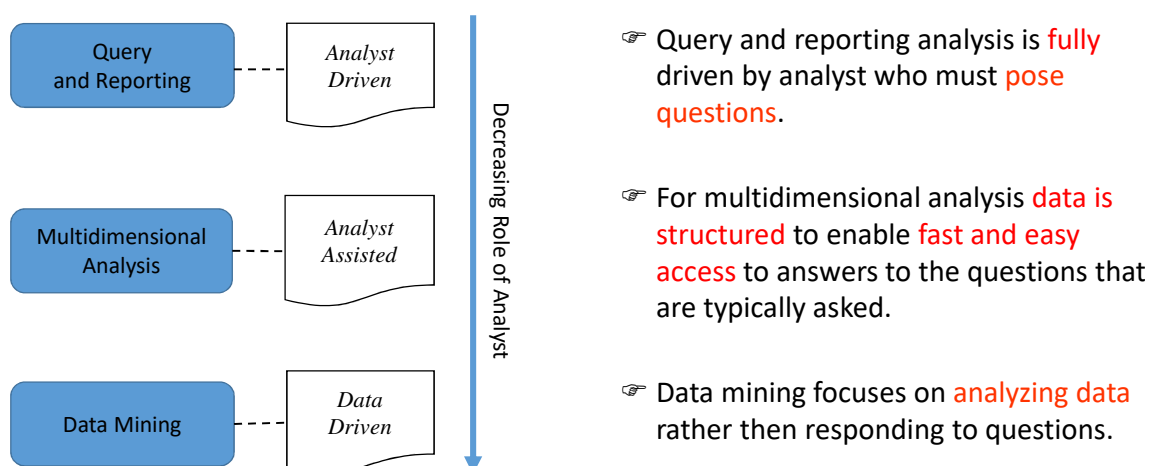 Query
and Reporting
Analyst
Driven
Multidimensional
Analysis
Analyst
Assisted
Data Mining
Data
Driven
Decreasing Role of Analyst
☞ Query and reporting analysis is fully
driven by analyst who must pose
questions.
☞ For multidimensional analysis data is
structured to enable fast and easy
access to answers to the questions that
are typically asked.
☞ Data mining focuses on analyzing data
rather then responding to questions.